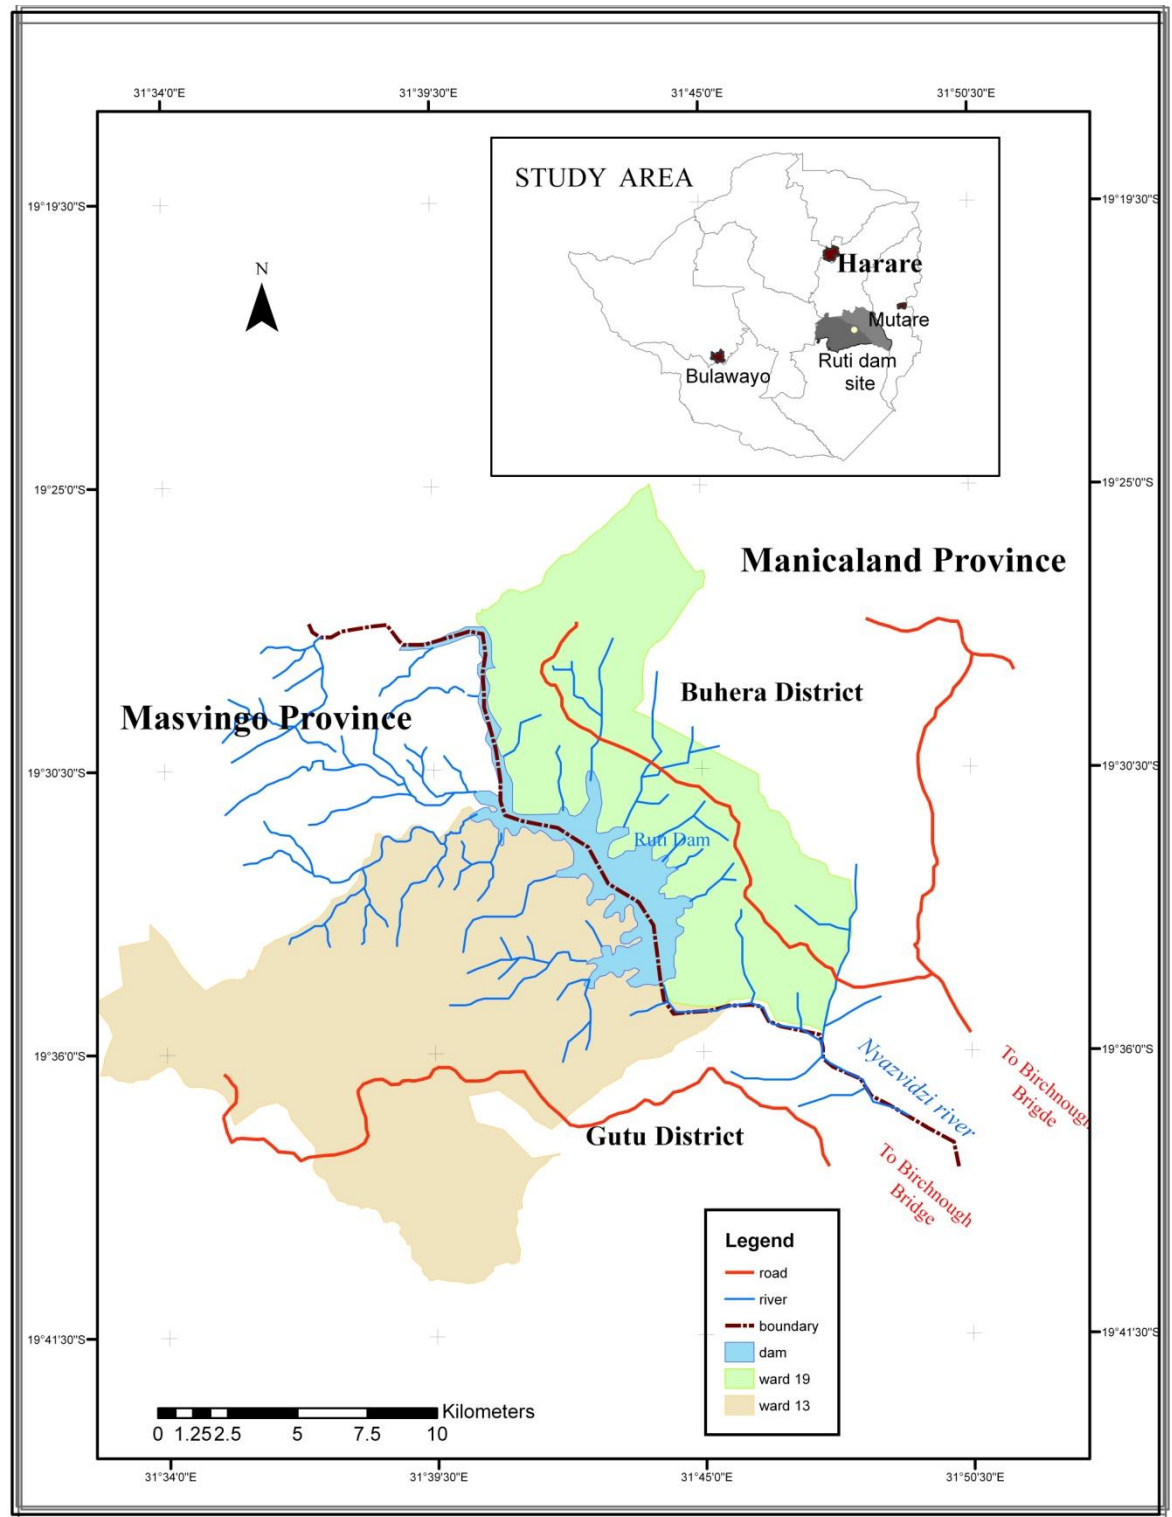 31°34'0"E 31°39'30"E 31°45'0"E 31°50'30"E
STUDY AREA
19°19'30"S 19°19'30"S
N
Harare
Mutare
Ruti dam
site
Bulawayo
19°25'0"S 19°25'0"S
Manicaland Province
Buhera District
Masvingo Province
19°30'30"S 19°30'30"S
Ruti Dam
19°36'0"S 19°36'0"S
Nyazvidzi river
To Birchnough
Brigde
Gutu District
To Birchnough
Bridge
Legend
road
river
boundary
dam
ward 19
ward 13
19°41'30"S 19°41'30"S
Kilometers
0 1.25 2.5 5 7.5 10
31°34'0"E 31°39'30"E 31°45'0"E 31°50'30"E